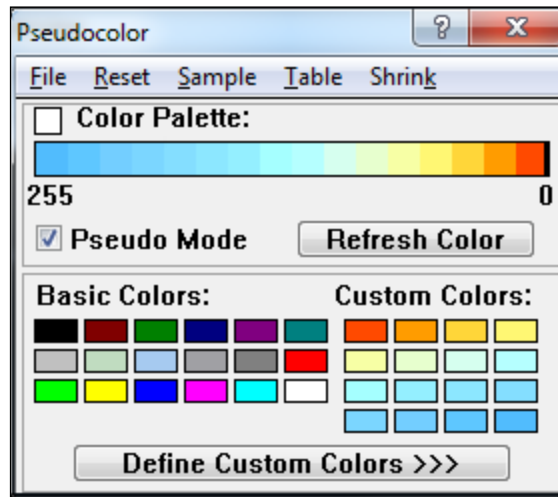 Pseudocolor ?
File Reset Sample Table Shrink
Color Palette:
255 0
Pseudo Mode Refresh Color
Basic Colors: Custom Colors:
Define Custom Colors >>>